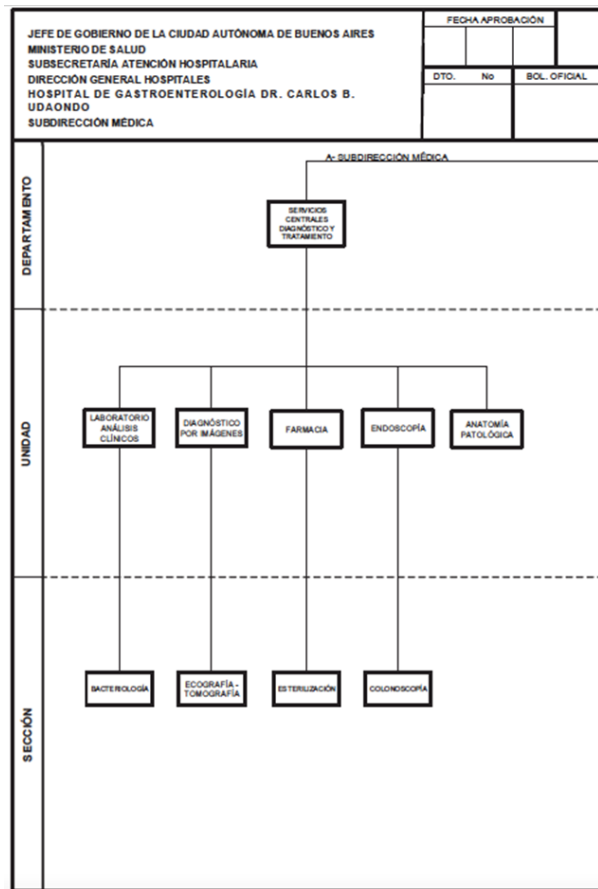 JEFE DE GOBIERNO DE LA CIUDAD AUTÓNOMA DE BUENOS AIRES
MINISTERIO DE SALUD
SUBSECRETARÍA ATENCIÓN HOSPITALARIA
DIRECCIÓN GENERAL HOSPITALES
HOSPITAL DE GASTROENTEROLOGÍA DR. CARLOS B.
UDAONDO
SUBDIRECCIÓN MÉDICA
FECHA APROBACIÓN
DTO. No BOL. OFICIAL
DEPARTAMENTO
A- SUBDIRECCIÓN MÉDICA
SERVICIOS
CENTRALES
DIAGNÓSTICO Y
TRATAMIENTO
UNIDAD
LABORATORIO
ANÁLISIS
CLÍNICOS
DIAGNÓSTICO
POR IMÁGENES
FARMACIA
ENDOSCOPÍA
ANATOMÍA
PATOLÓGICA
SECCIÓN
BACTERIOLOGÍA
ECOGRAFÍA -
TOMOGRAFÍA
ESTERILIZACIÓN
COLONOSCOPÍA